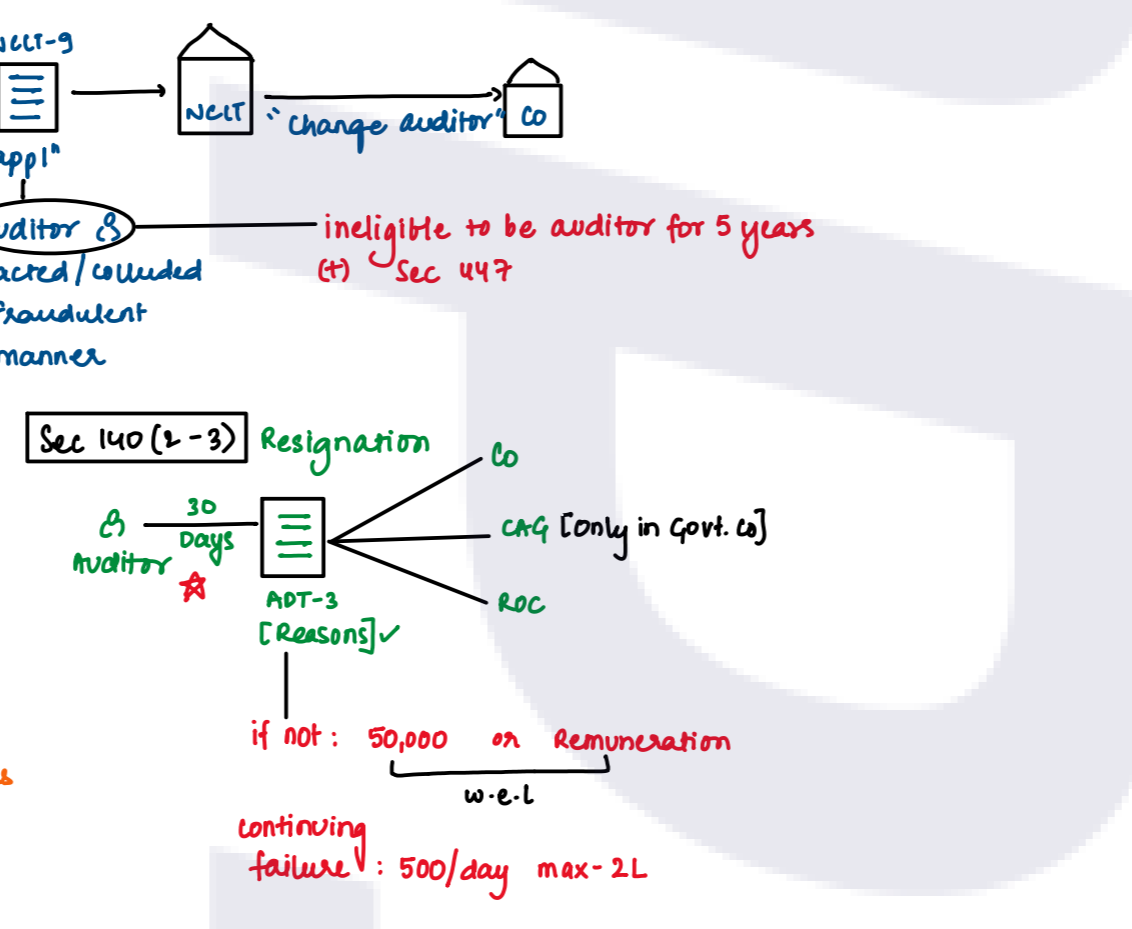 NCLT-9
NCLT
"Change auditor"
CO
appln
auditor
ineligible to be auditor for 5 years
(+) Sec 447
acted/colluded
fraudulent
manner
Sec 140 (2-3)
Resignation
Co
30
Days
Auditor
CAG [Only in Govt. Co]
ROC
ADT-3
[Reasons] ✓
if not : 50,000 or Remuneration
w.e.l
continuing
failure : 500/day max - 2L